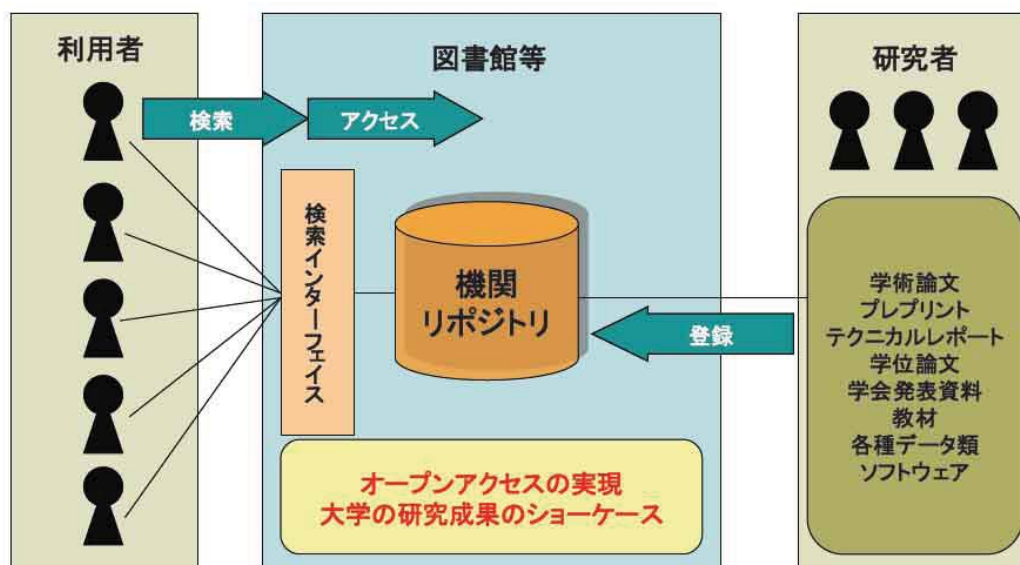 利用者
図書館等
研究者
検索
アクセス
検索インターフェイス
機関
リポジトリ
登録
学術論文
プレプリント
テクニカルレポート
学位論文
学会発表資料
教材
各種データ類
ソフトウェア
オープンアクセスの実現
大学の研究成果のショーケース